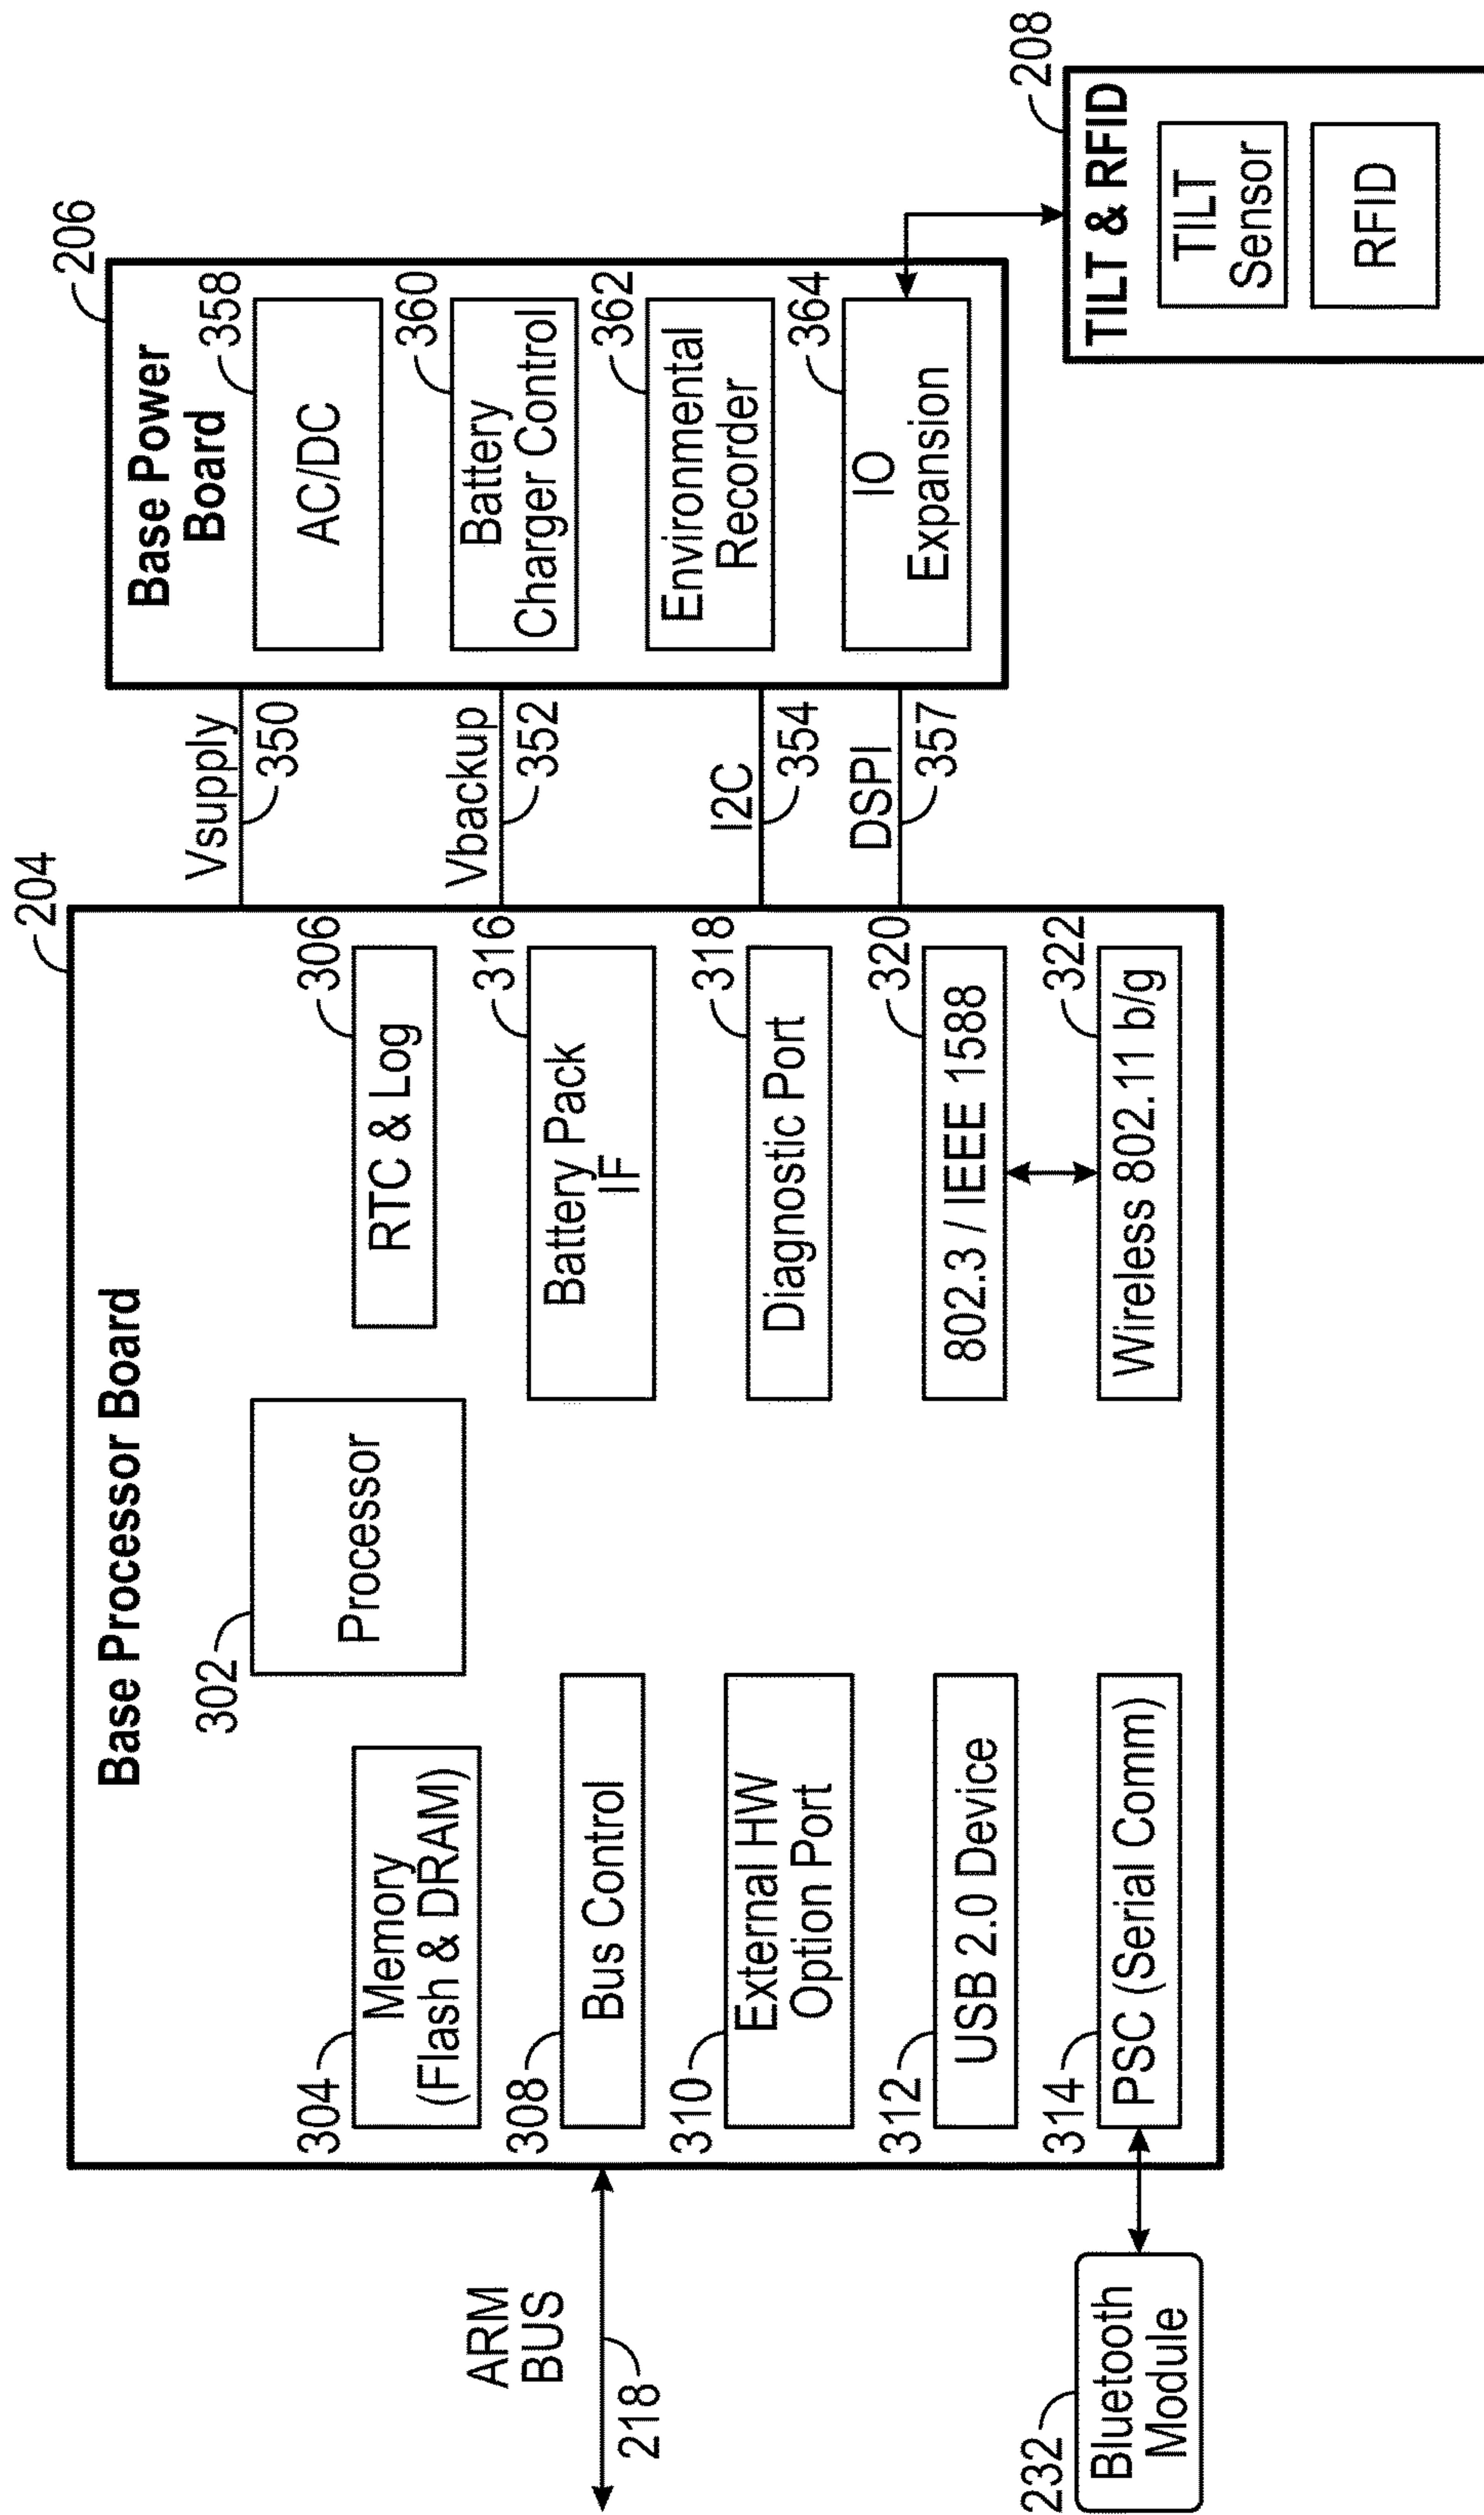 Base Processor Board
204
302
Processor
304
Memory
(Flash & DRAM)
306
RTC & Log
308
Bus Control
316
Battery Pack
IF
310
External HW
Option Port
318
Diagnostic Port
312
USB 2.0 Device
320
802.3 / IEEE 1588
314
PSC (Serial Comm)
322
Wireless 802.11 b/g
ARM
BUS
218
232
Bluetooth
Module
Vsupply
350
Vbackup
352
I2C
354
DSPI
357
206
Base Power
Board
358
AC/DC
360
Battery
Charger Control
362
Environmental
Recorder
364
IO
Expansion
208
TILT & RFID
TILT
Sensor
RFID